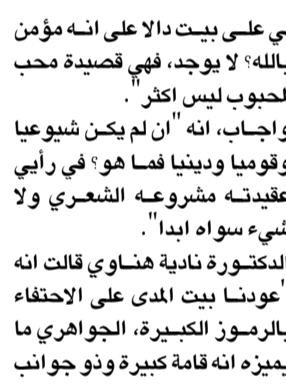 ي على بيت دالا على انه مؤمن
بالله؟ لا يوجد، فهي قصيدة محب
لحبوب ليس اكثر".
واجاب، انه "ان لم يكن شيوعيا
وقوميا ودينيا فما هو؟ في رأيي
عقيدته مشروعه الشعري ولا
شيء سواه ابدا".
الدكتورة نادية هناوي قالت انه
"عودنا بيت المدى على الاحتفاء
بالرموز الكبيرة، الجواهري ما
يميزه انه قامة كبيرة وذو جوانب